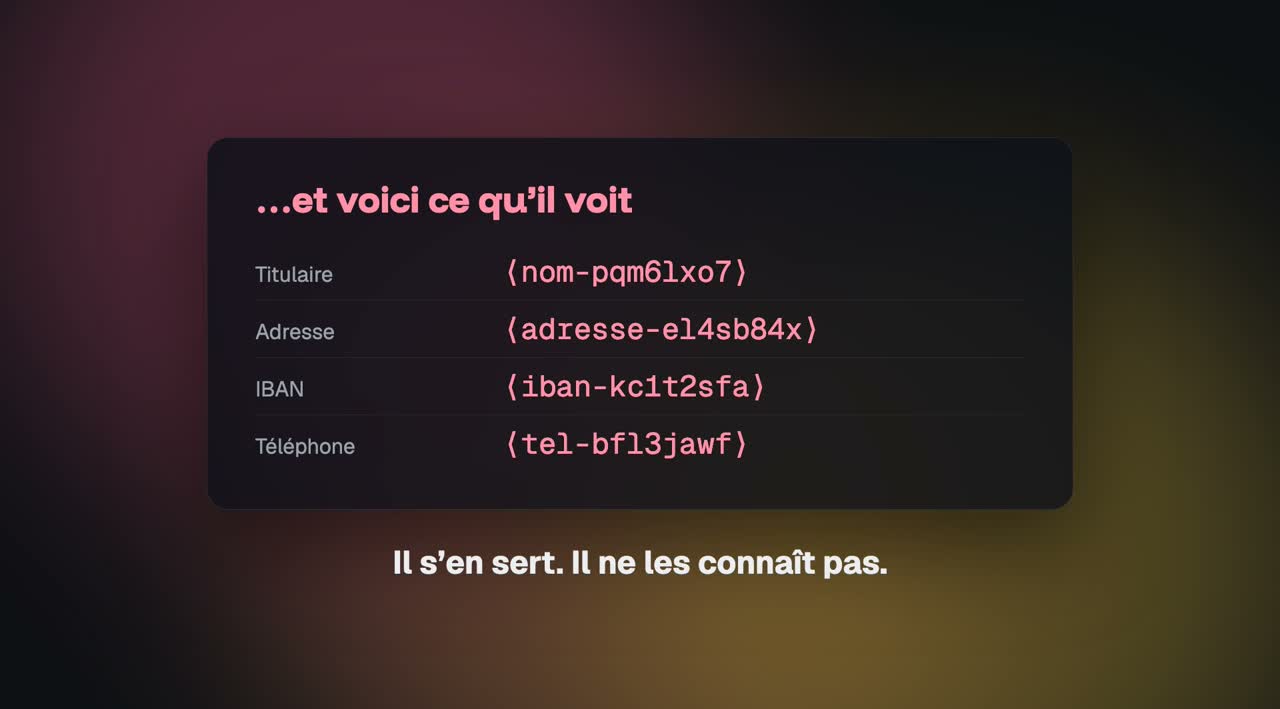 …et voici ce qu’il voit
Titulaire ⟨nom-pqm6lxo7⟩
Adresse ⟨adresse-el4sb84x⟩
IBAN ⟨iban-kc1t2sfa⟩
Téléphone ⟨tel-bfl3jawf⟩
Il s’en sert. Il ne les connaît pas.